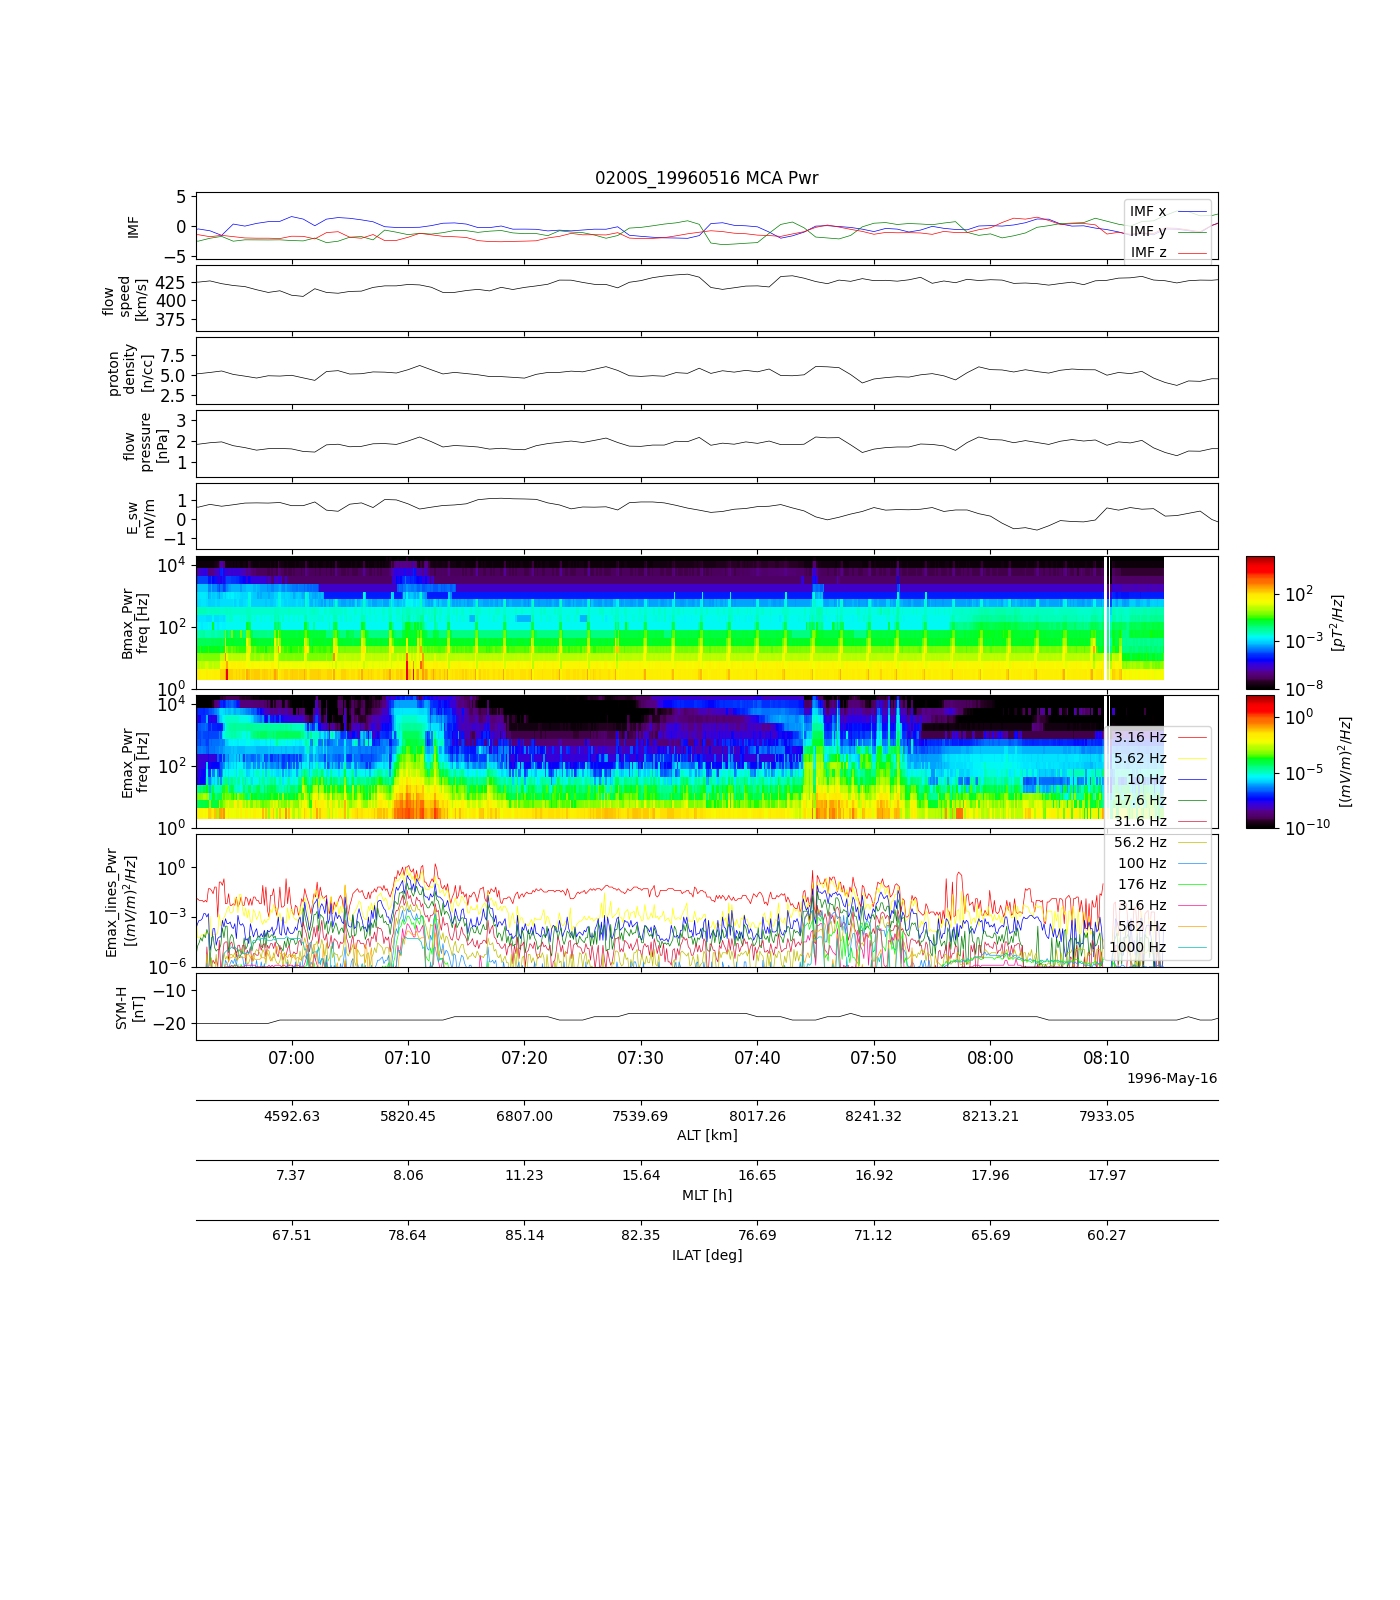 0200S_19960516 MCA Pwr
5
0
−5
IMF
IMF x
IMF y
IMF z
425
400
375
flow
speed
[km/s]
7.5
5.0
2.5
proton
density
[n/cc]
3
2
1
flow
pressure
[nPa]
1
0
−1
E_sw
mV/m
10^4
10^2
10^0
Bmax_Pwr
freq [Hz]
10^2
10^−3
10^−8
[pT^2/Hz]
10^4
10^2
10^0
Emax_Pwr
freq [Hz]
10^0
10^−5
10^−10
[(mV/m)^2/Hz]
3.16 Hz
5.62 Hz
10 Hz
17.6 Hz
31.6 Hz
56.2 Hz
100 Hz
176 Hz
316 Hz
562 Hz
1000 Hz
10^0
10^−3
10^−6
Emax_lines_Pwr
[(mV/m)^2/Hz]
−10
−20
SYM-H
[nT]
07:00 07:10 07:20 07:30 07:40 07:50 08:00 08:10
1996-May-16
4592.63 5820.45 6807.00 7539.69 8017.26 8241.32 8213.21 7933.05
ALT [km]
7.37 8.06 11.23 15.64 16.65 16.92 17.96 17.97
MLT [h]
67.51 78.64 85.14 82.35 76.69 71.12 65.69 60.27
ILAT [deg]